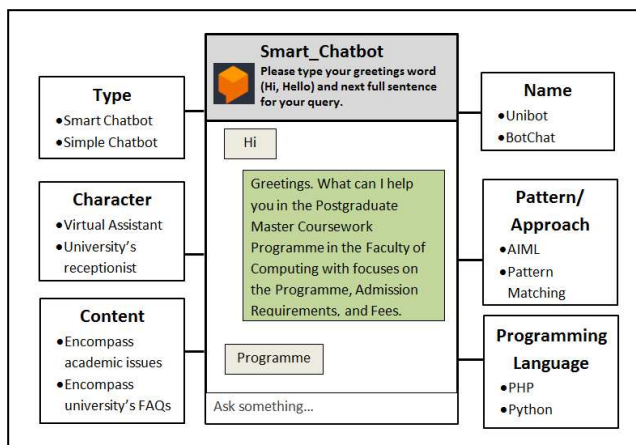 Smart_Chatbot
Please type your greetings word
(Hi, Hello) and next full sentence
for your query.
Type
●Smart Chatbot
●Simple Chatbot
Name
●Unibot
●BotChat
Hi
Greetings. What can I help
you in the Postgraduate
Master Coursework
Programme in the Faculty of
Computing with focuses on
the Programme, Admission
Requirements, and Fees.
Character
●Virtual Assistant
●University's
receptionist
Pattern/
Approach
●AIML
●Pattern
Matching
Content
●Encompass
academic issues
●Encompass
university's FAQs
Programme
Programming
Language
●PHP
●Python
Ask something...